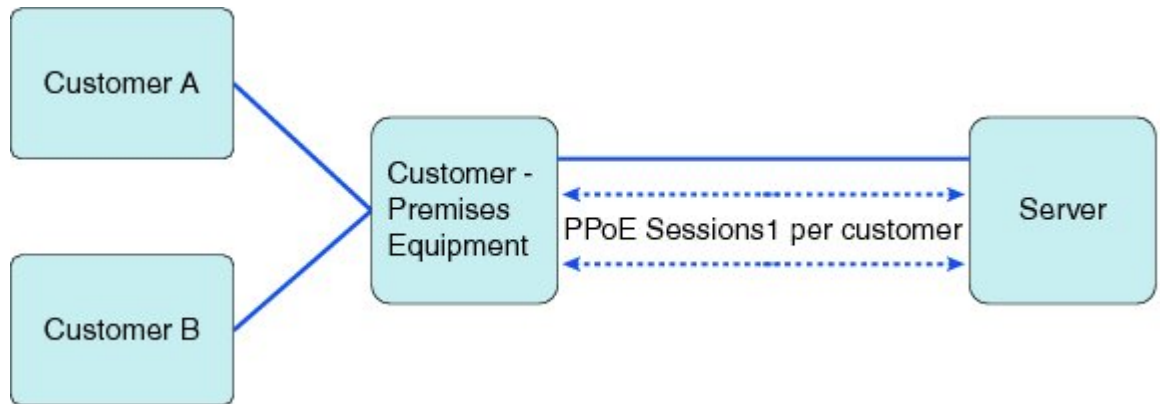 Customer A
Customer -
Premises
Equipment
PPoE Sessions1 per customer
Server
Customer B